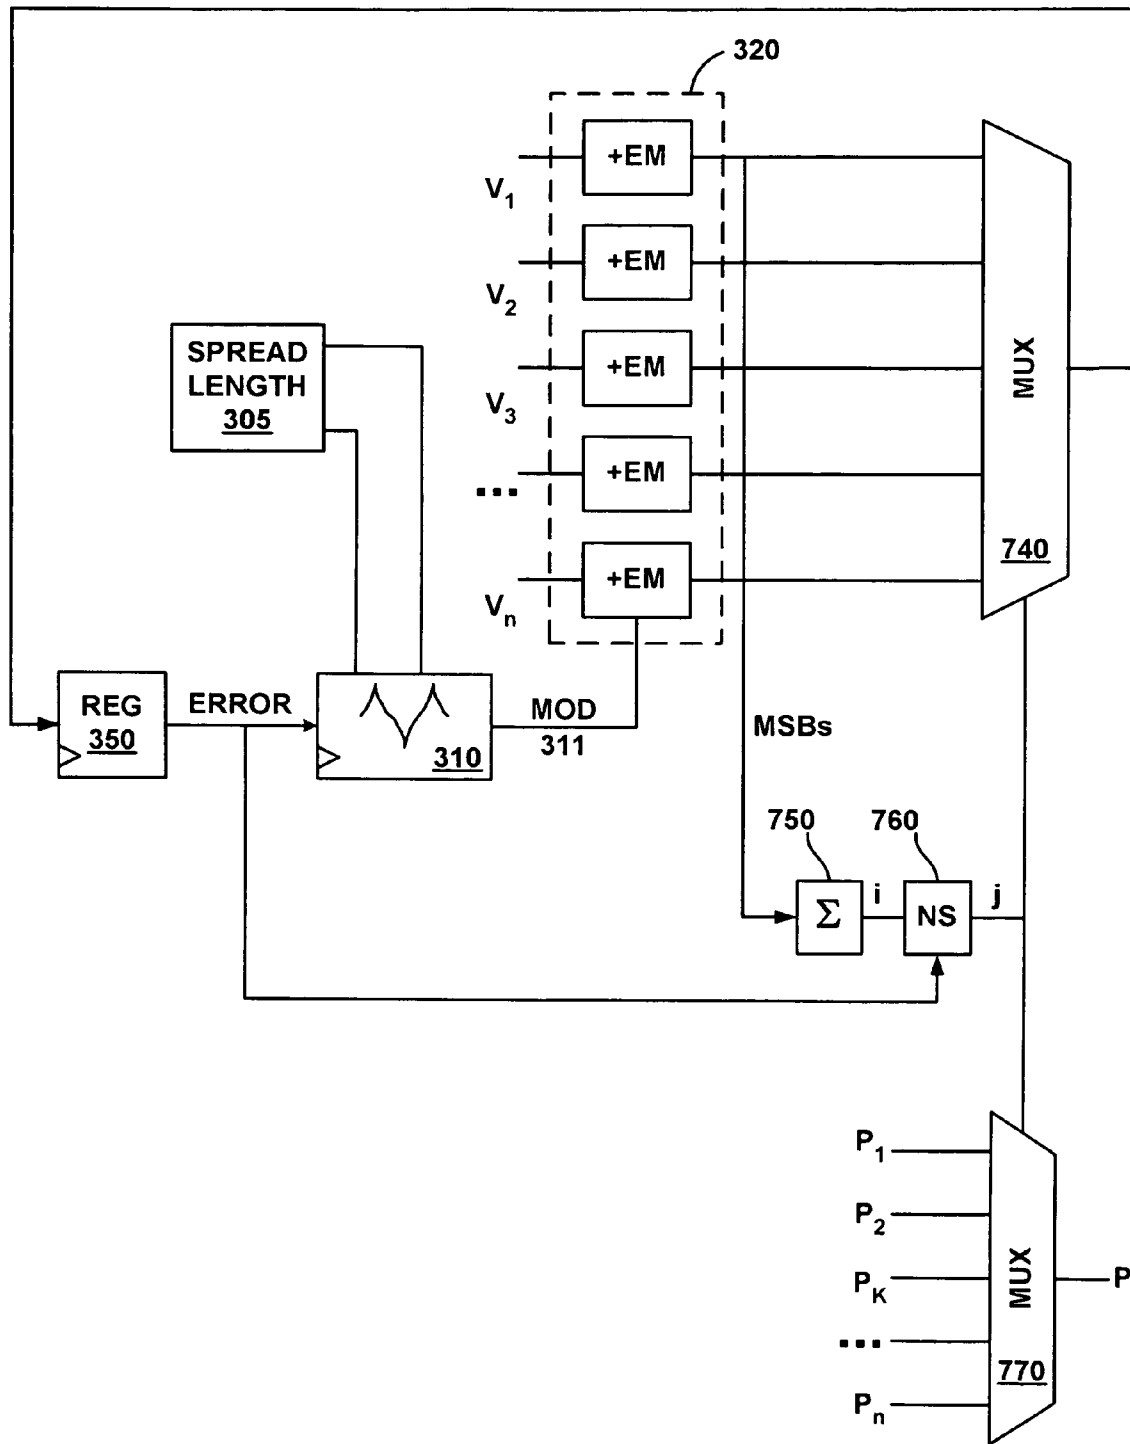 320
+EM
V1
+EM
V2
+EM
V3
+EM
...
+EM
Vn
SPREAD
LENGTH
305
MUX
740
REG
350
ERROR
310
MOD
311
MSBs
750
760
Σ
i
NS
j
P1
P2
PK
...
Pn
MUX
770
P